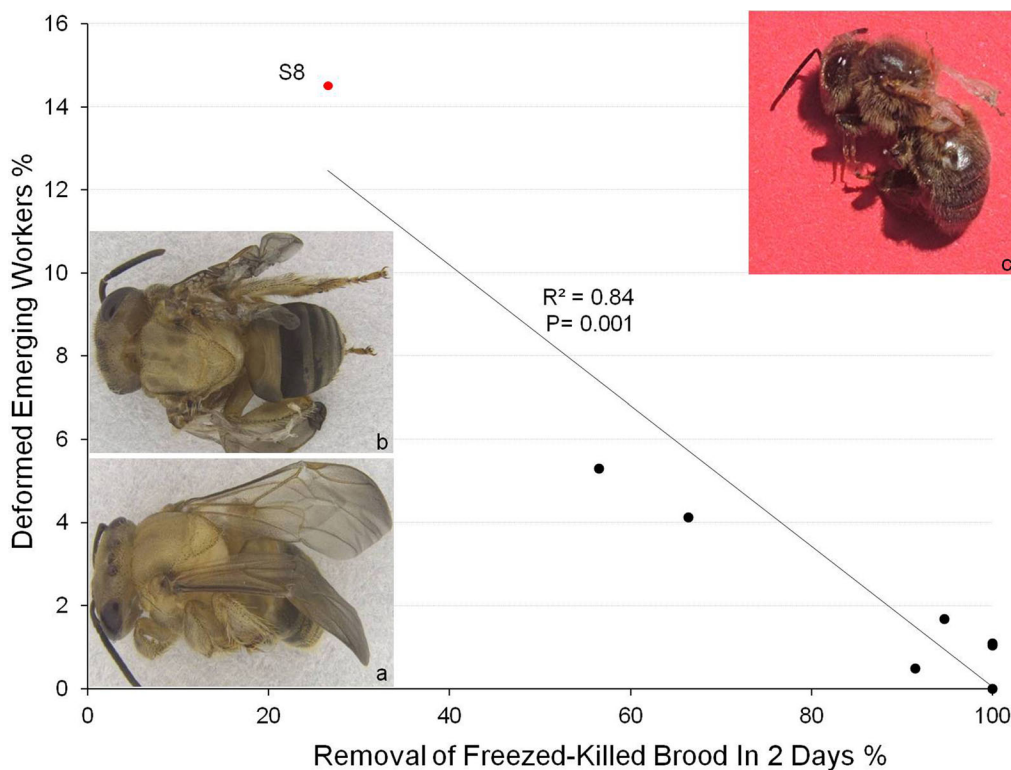 16
14
12
10
8
6
4
2
0
Deformed Emerging Workers %
S8
R² = 0.84
P= 0.001
c
b
a
0 20 40 60 80 100
Removal of Freezed-Killed Brood In 2 Days %